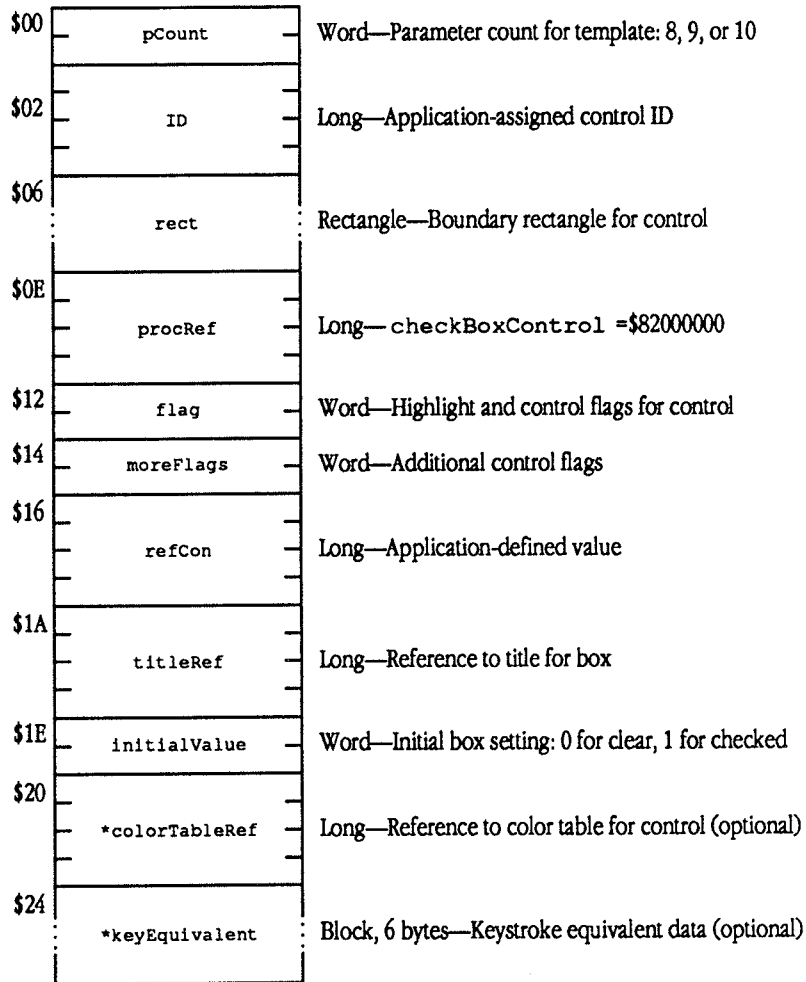 $00 pCount Word—Parameter count for template: 8, 9, or 10
$02 ID Long—Application-assigned control ID
$06 rect Rectangle—Boundary rectangle for control
$0E procRef Long—checkBoxControl =$82000000
$12 flag Word—Highlight and control flags for control
$14 moreFlags Word—Additional control flags
$16 refCon Long—Application-defined value
$1A titleRef Long—Reference to title for box
$1E initialValue Word—Initial box setting: 0 for clear, 1 for checked
$20 *colorTableRef Long—Reference to color table for control (optional)
$24 *keyEquivalent Block, 6 bytes—Keystroke equivalent data (optional)